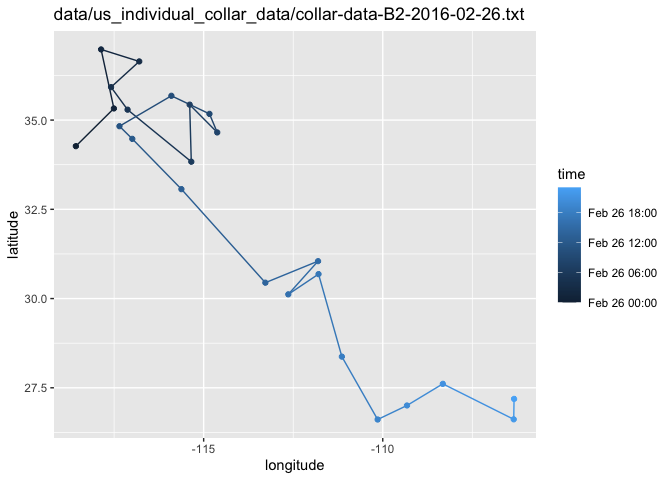 data/us_individual_collar_data/collar-data-B2-2016-02-26.txt
35.0
32.5
30.0
27.5
latitude
-115
-110
longitude
time
Feb 26 18:00
Feb 26 12:00
Feb 26 06:00
Feb 26 00:00